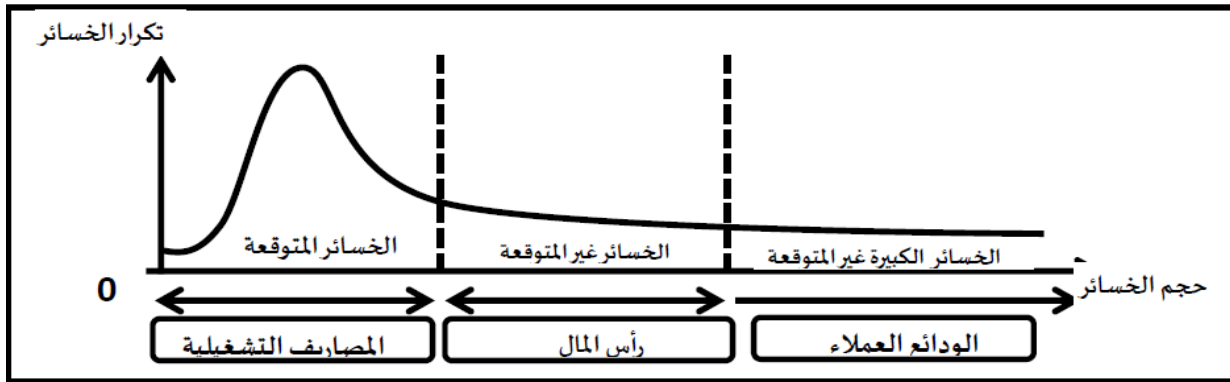 تكرار الخسائر
الخسائر المتوقعة
الخسائر غير المتوقعة
الخسائر الكبيرة غير المتوقعة
0
حجم الخسائر
المصاريف التشغيلية
رأس المال
الودائع العملاء